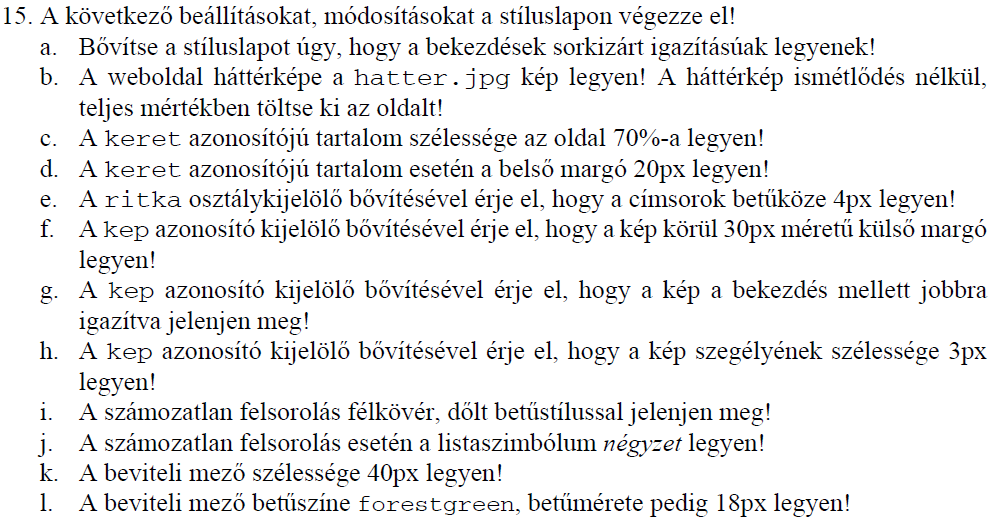 15. A következő beállításokat, módosításokat a stíluslapon végezze el!
a. Bővítse a stíluslapot úgy, hogy a bekezdések sorkizárt igazításúak legyenek!
b. A weboldal háttérképe a hatter.jpg kép legyen! A háttérkép ismétlődés nélkül,
teljes mértékben töltse ki az oldalt!
c. A keret azonosítójú tartalom szélessége az oldal 70%-a legyen!
d. A keret azonosítójú tartalom esetén a belső margó 20px legyen!
e. A ritka osztálykijelölő bővítésével érje el, hogy a címsorok betűköze 4px legyen!
f. A kep azonosító kijelölő bővítésével érje el, hogy a kép körül 30px méretű külső margó
legyen!
g. A kep azonosító kijelölő bővítésével érje el, hogy a kép a bekezdés mellett jobbra
igazítva jelenjen meg!
h. A kep azonosító kijelölő bővítésével érje el, hogy a kép szegélyének szélessége 3px
legyen!
i. A számozatlan felsorolás félkövér, dőlt betűstílussal jelenjen meg!
j. A számozatlan felsorolás esetén a listaszimbólum négyzet legyen!
k. A beviteli mező szélessége 40px legyen!
l. A beviteli mező betűszíne forestgreen, betűmérete pedig 18px legyen!